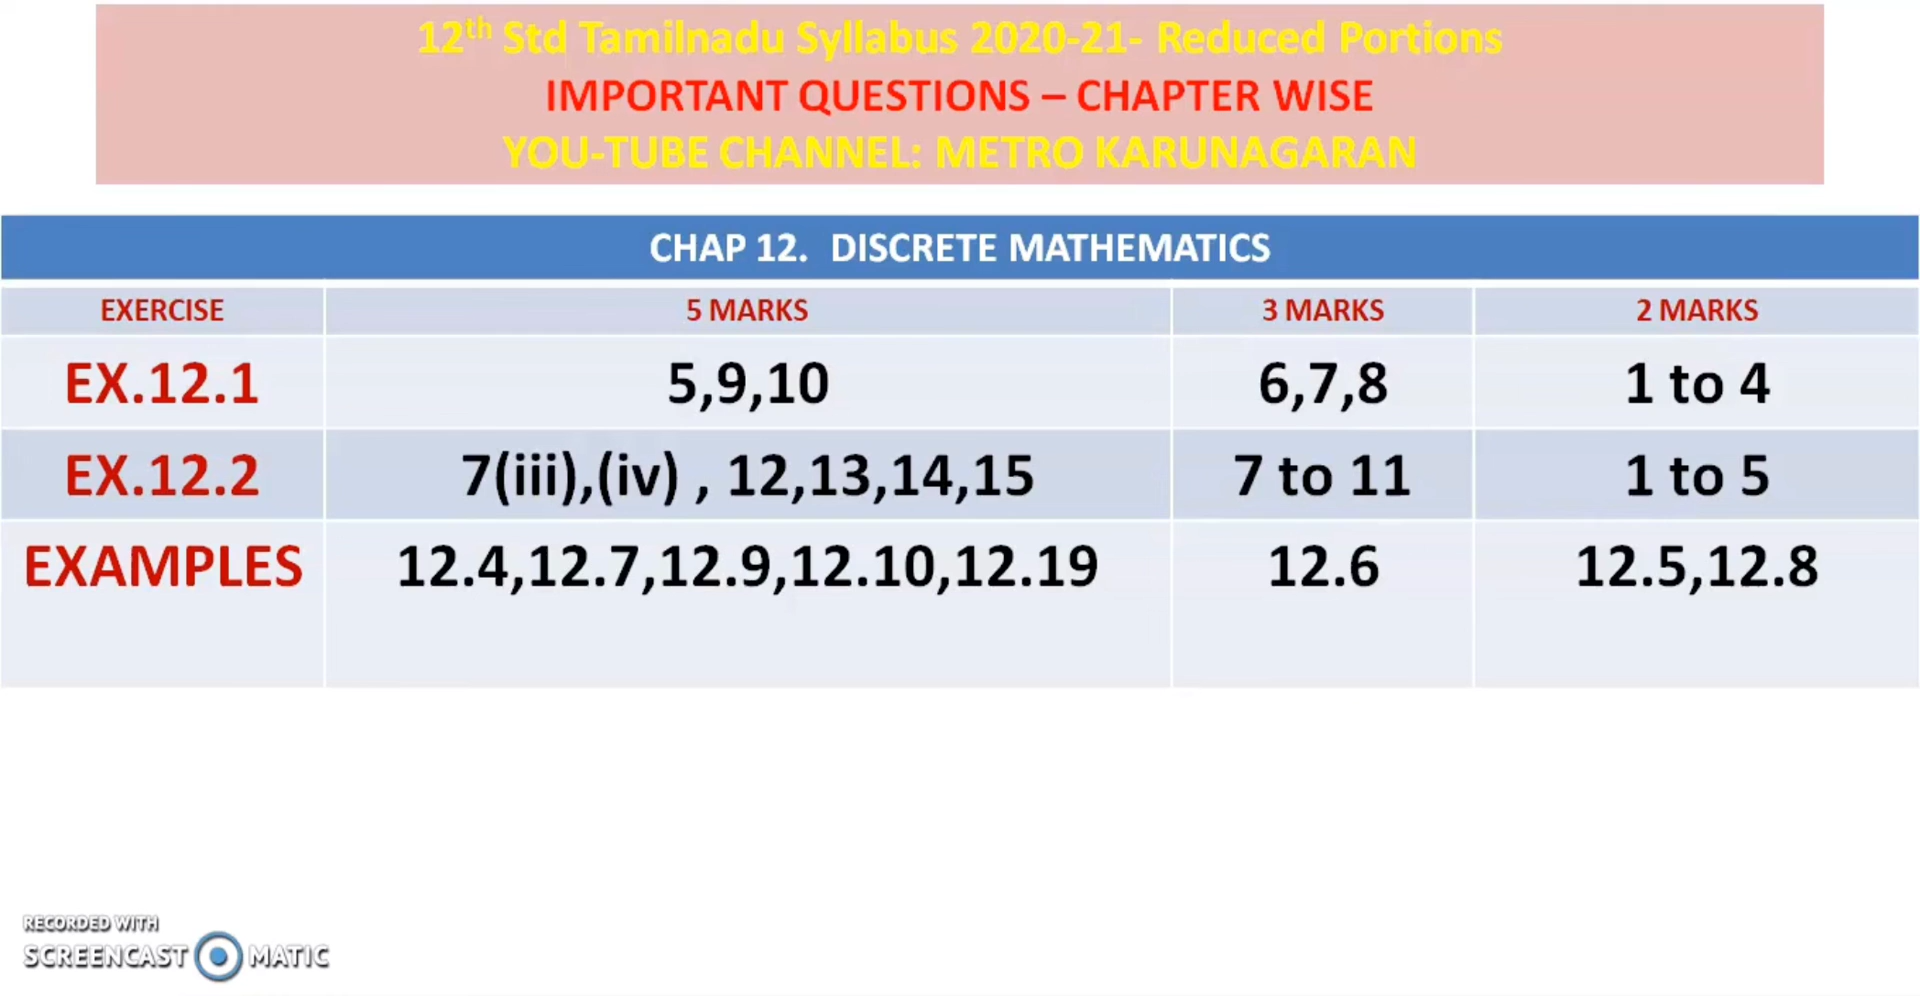 12th Std Tamilnadu Syllabus 2020-21- Reduced Portions
IMPORTANT QUESTIONS – CHAPTER WISE
YOU-TUBE CHANNEL: METRO KARUNAGARAN
CHAP 12. DISCRETE MATHEMATICS
EXERCISE 5 MARKS 3 MARKS 2 MARKS
EX.12.1 5,9,10 6,7,8 1 to 4
EX.12.2 7(iii),(iv) , 12,13,14,15 7 to 11 1 to 5
EXAMPLES 12.4,12.7,12.9,12.10,12.19 12.6 12.5,12.8
RECORDED WITH
SCREENCAST MATIC